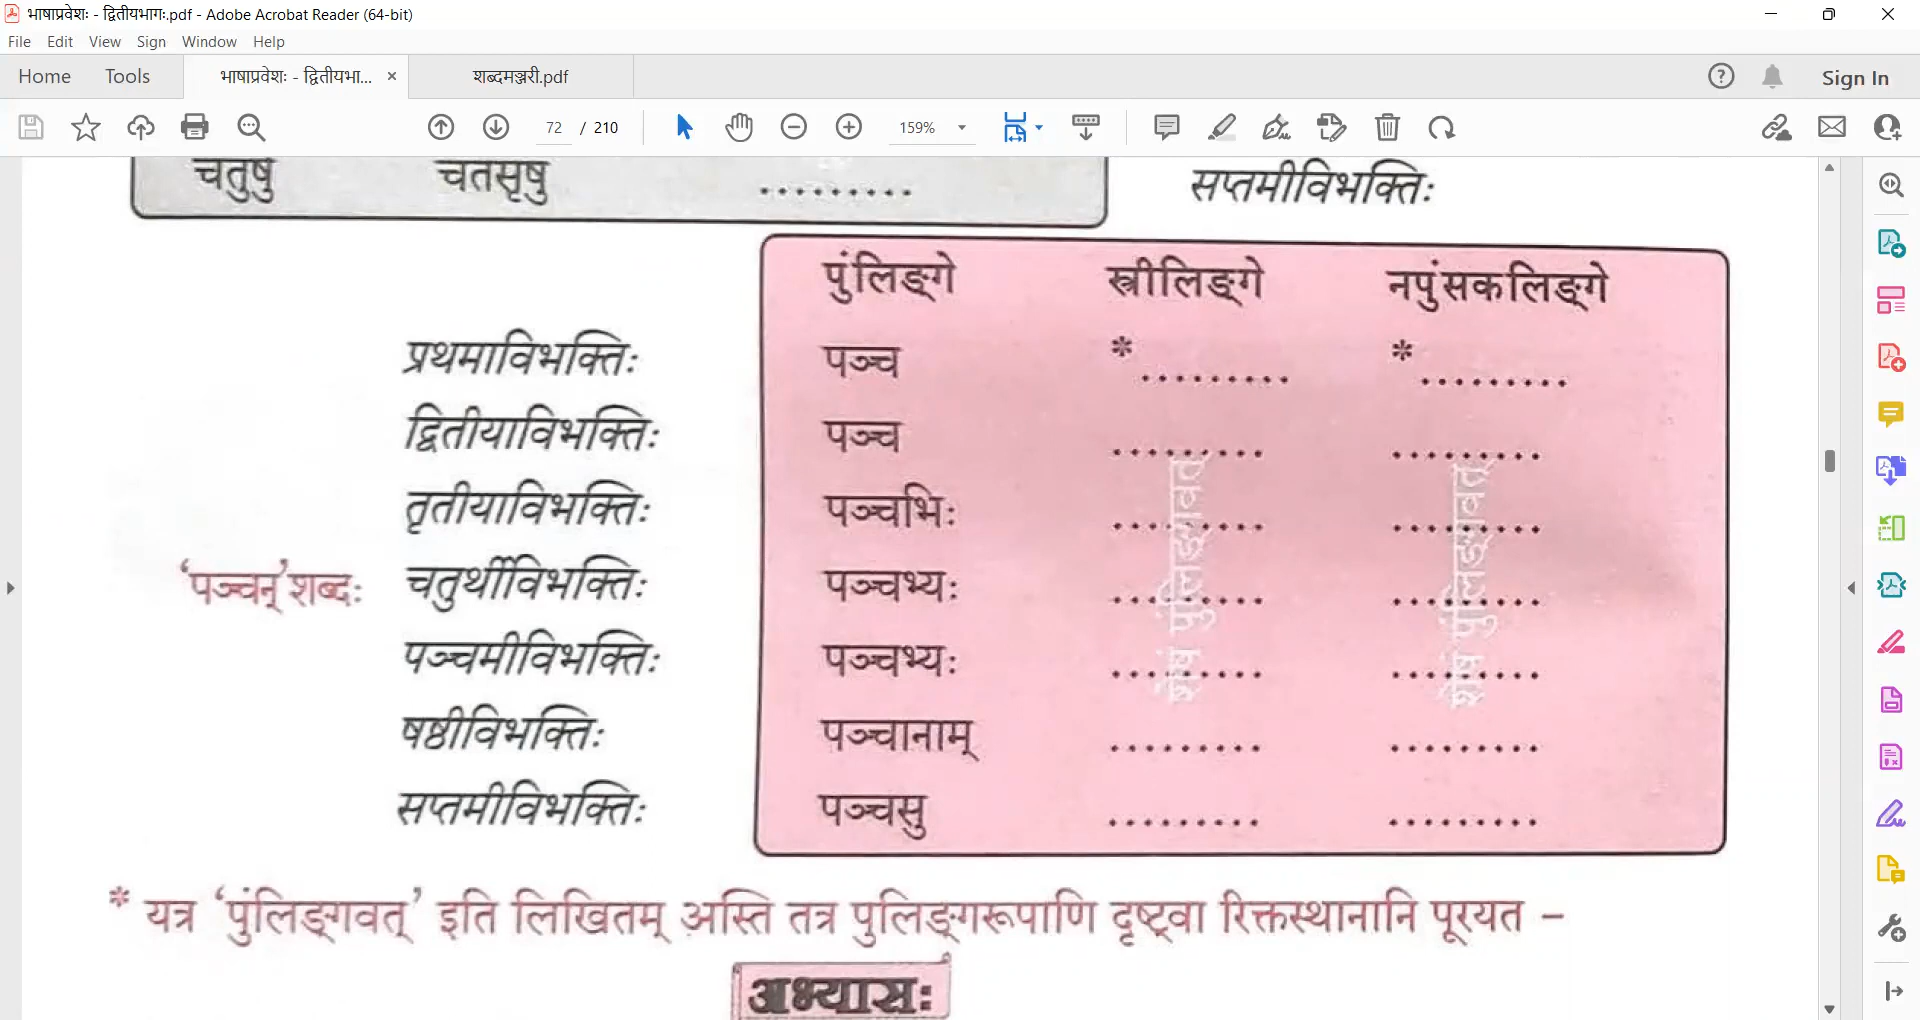 भाषाप्रवेशः - द्वितीयभागः.pdf - Adobe Acrobat Reader (64-bit)
File Edit View Sign Window Help
Home Tools भाषाप्रवेशः - द्वितीयभा... × शब्दमञ्जरी.pdf Sign In
72 / 210 159%
चतुर्षु चतसृषु ......... सप्तमीविभक्तिः
पुंलिङ्गे स्त्रीलिङ्गे नपुंसकलिङ्गे
प्रथमाविभक्तिः पञ्च * ......... * .........
द्वितीयाविभक्तिः पञ्च ......... .........
तृतीयाविभक्तिः पञ्चभिः ......... .........
'पञ्चन्' शब्दः चतुर्थीविभक्तिः पञ्चभ्यः ......... .........
पञ्चमीविभक्तिः पञ्चभ्यः ......... .........
षष्ठीविभक्तिः पञ्चानाम् ......... .........
सप्तमीविभक्तिः पञ्चसु ......... .........
शेषं पुंलिङ्गवत्
शेषं पुंलिङ्गवत्
* यत्र 'पुंलिङ्गवत्' इति लिखितम् अस्ति तत्र पुलिङ्गरूपाणि दृष्ट्वा रिक्तस्थानानि पूरयत –
अभ्यासः